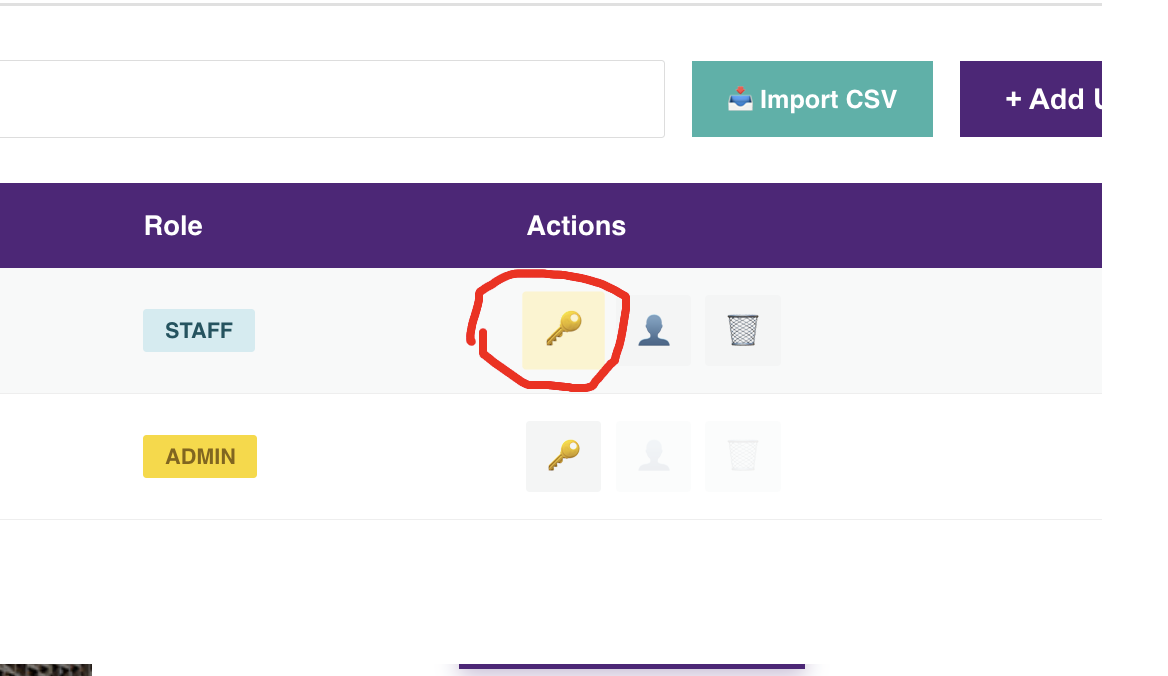 Import CSV
+ Add
Role Actions
STAFF
ADMIN